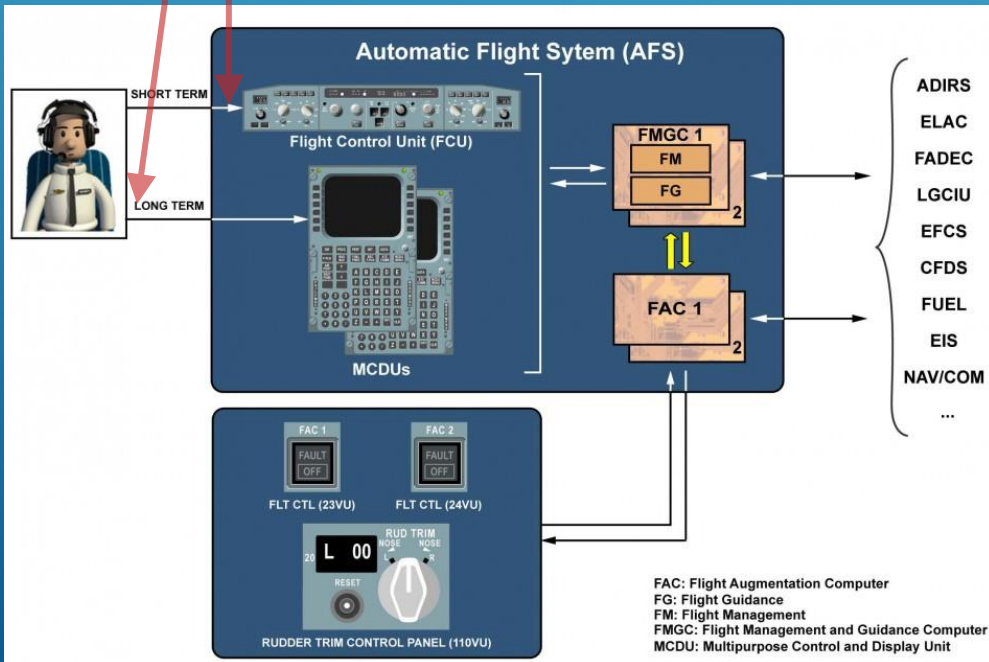 Automatic Flight Sytem (AFS)
SHORT TERM
Flight Control Unit (FCU)
LONG TERM
MCDUs
FMGC 1
FM
FG
2
FAC 1
2
ADIRS
ELAC
FADEC
LGCIU
EFCS
CFDS
FUEL
EIS
NAV/COM
...
FAC 1
FAULT
OFF
FLT CTL (23VU)
FAC 2
FAULT
OFF
FLT CTL (24VU)
RUD TRIM
NOSE NOSE
L R
20 L 00
RESET
RUDDER TRIM CONTROL PANEL (110VU)
FAC: Flight Augmentation Computer
FG: Flight Guidance
FM: Flight Management
FMGC: Flight Management and Guidance Computer
MCDU: Multipurpose Control and Display Unit